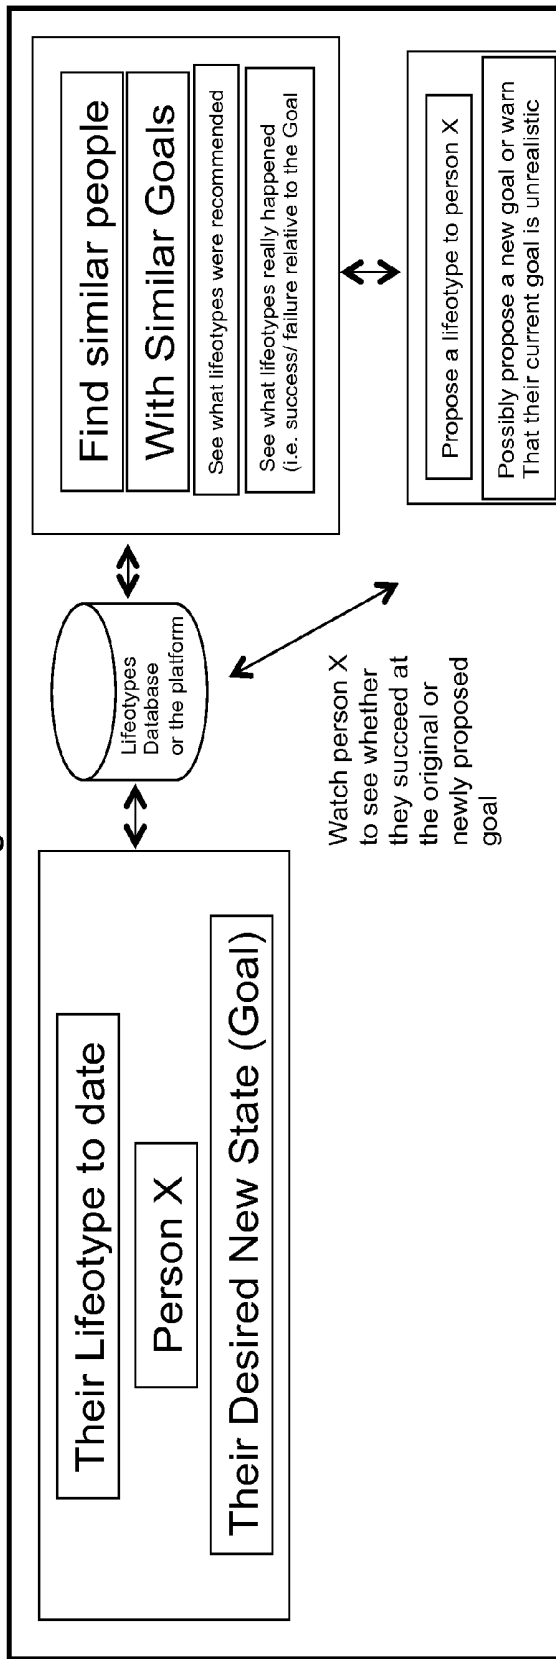 Their Lifeotype to date
Person X
Their Desired New State (Goal)
Lifeotypes
Database
or the platform
Find similar people
With Similar Goals
See what lifeotypes were recommended
See what lifeotypes really happened
(i.e. success/ failure relative to the Goal
Watch person X
to see whether
they succeed at
the original or
newly proposed
goal
Propose a lifeotype to person X
Possibly propose a new goal or warn
That their current goal is unrealistic